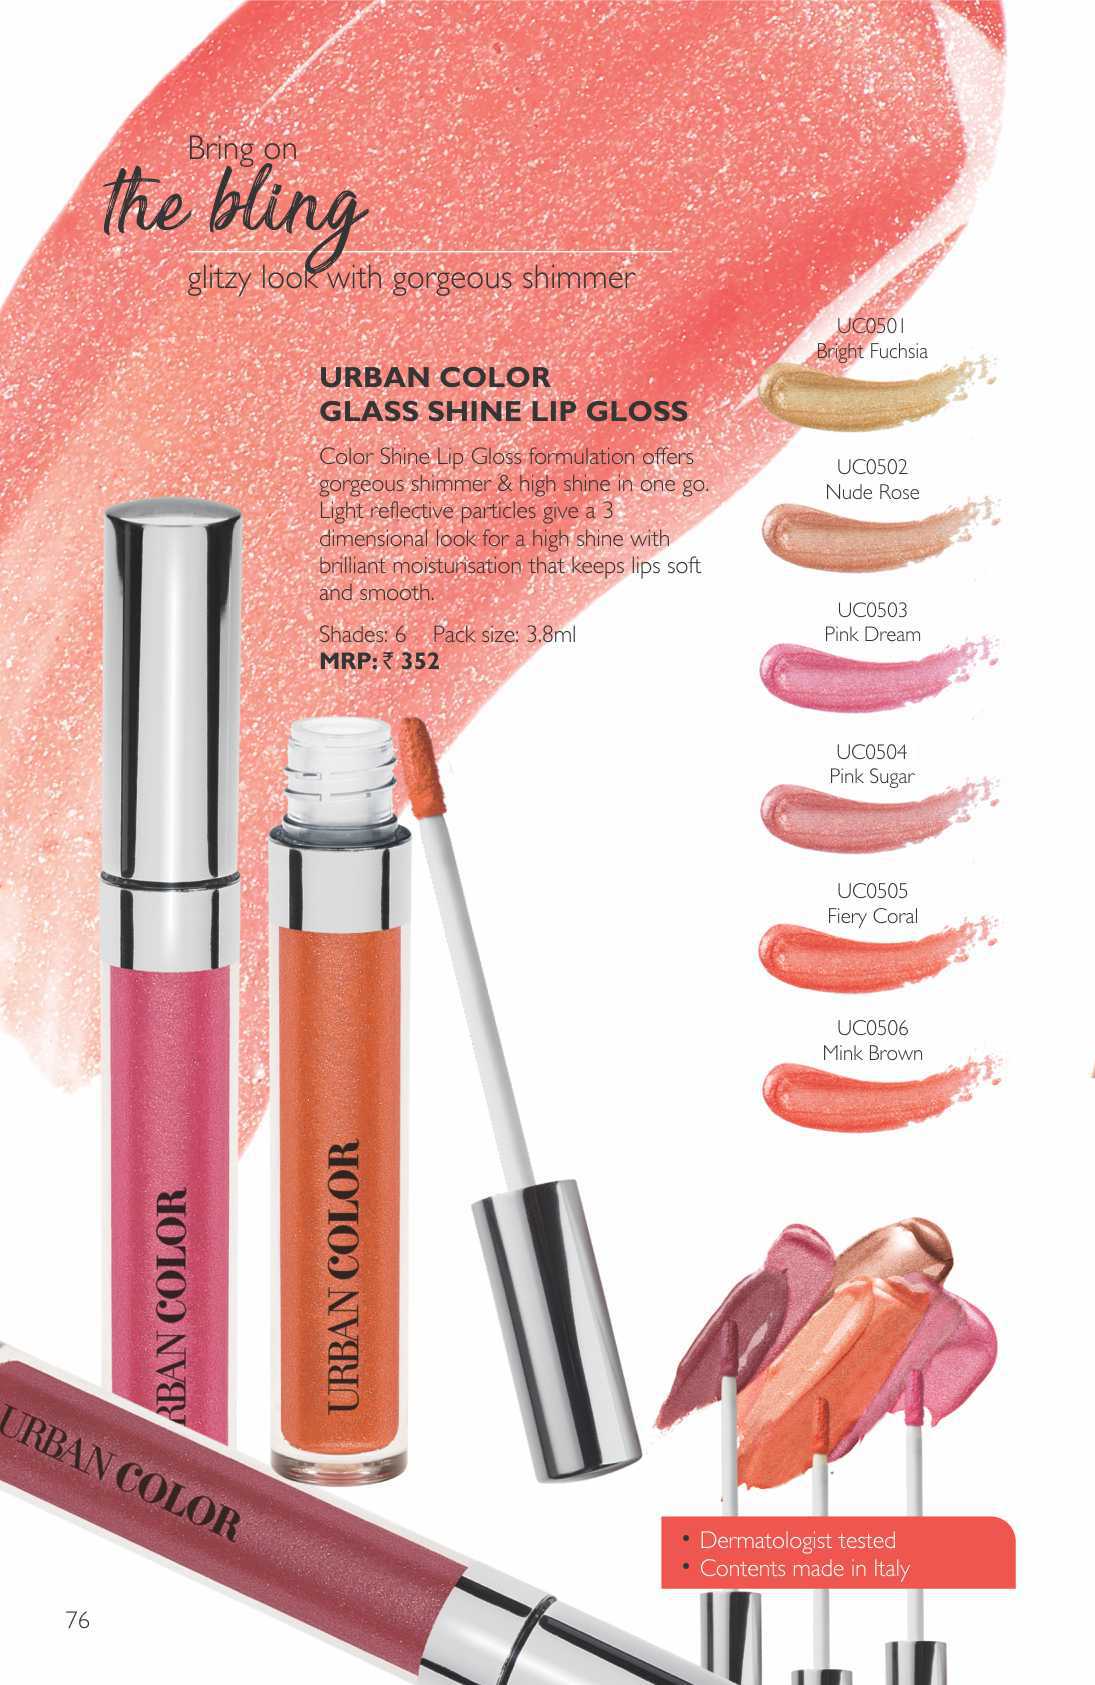 Bring on
the bling
glitzy look with gorgeous shimmer
URBAN COLOR
GLASS SHINE LIP GLOSS
Color Shine Lip Gloss formulation offers
gorgeous shimmer & high shine in one go.
Light reflective particles give a 3
dimensional look for a high shine with
brilliant moisturisation that keeps lips soft
and smooth.
Shades: 6 Pack size: 3.8ml
MRP: ₹ 352
UC0501
Bright Fuchsia
UC0502
Nude Rose
UC0503
Pink Dream
UC0504
Pink Sugar
UC0505
Fiery Coral
UC0506
Mink Brown
RBAN COLOR
URBAN COLOR
URBAN COLOR
• Dermatologist tested
• Contents made in Italy
76